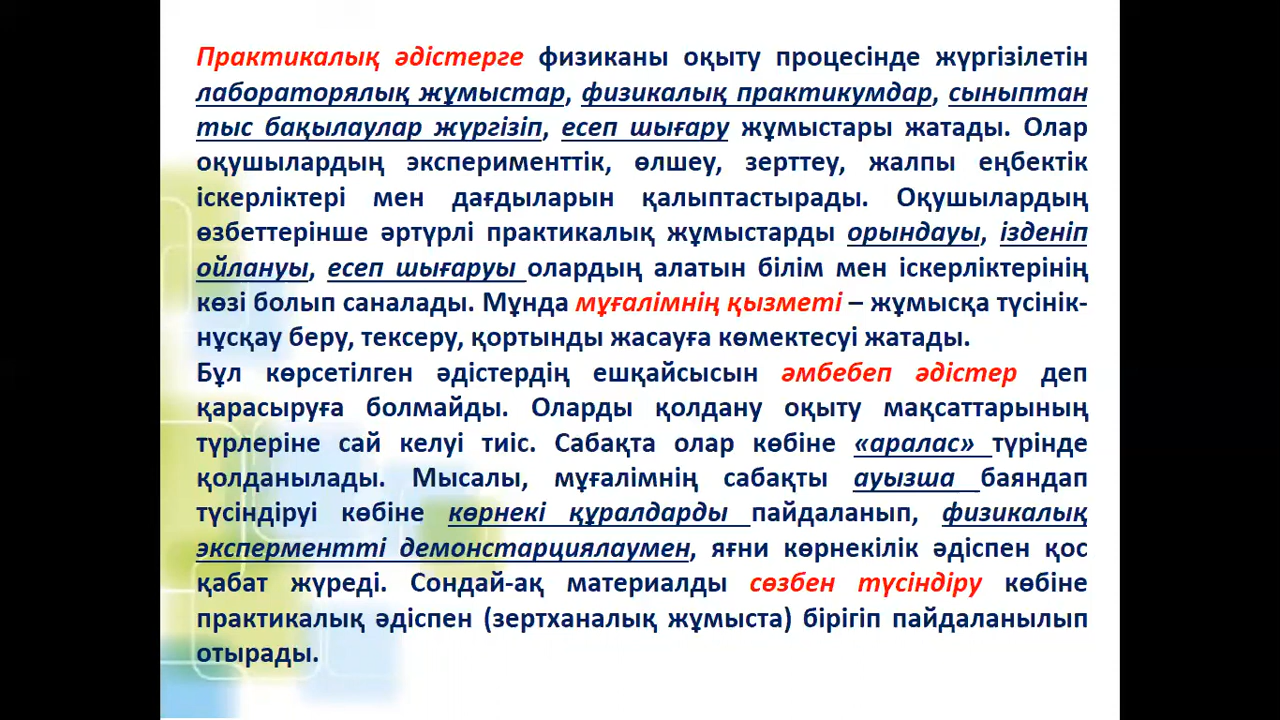 Практикалық әдістерге физиканы оқыту процесінде жүргізілетін
лабораторялық жұмыстар, физикалық практикумдар, сыныптан
тыс бақылаулар жүргізіп, есеп шығару жұмыстары жатады. Олар
оқушылардың эксперименттік, өлшеу, зерттеу, жалпы еңбектік
іскерліктері мен дағдыларын қалыптастырады. Оқушылардың
өзбеттерінше әртүрлі практикалық жұмыстарды орындауы, ізденіп
ойлануы, есеп шығаруы олардың алатын білім мен іскерліктерінің
көзі болып саналады. Мұнда мұғалімнің қызметі – жұмысқа түсінік-
нұсқау беру, тексеру, қортынды жасауға көмектесуі жатады.
Бұл көрсетілген әдістердің ешқайсысын әмбебеп әдістер деп
қарасыруға болмайды. Оларды қолдану оқыту мақсаттарының
түрлеріне сай келуі тиіс. Сабақта олар көбіне «аралас» түрінде
қолданылады. Мысалы, мұғалімнің сабақты ауызша баяндап
түсіндіруі көбіне көрнекі құралдарды пайдаланып, физикалық
эксперментті демонстарциялаумен, яғни көрнекілік әдіспен қос
қабат жүреді. Сондай-ақ материалды сөзбен түсіндіру көбіне
практикалық әдіспен (зертханалық жұмыста) бірігіп пайдаланылып
отырады.